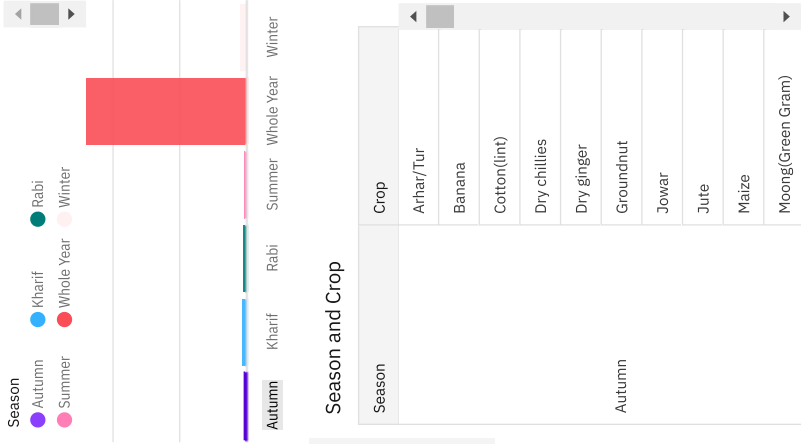 Season
Autumn Kharif Rabi
Summer Whole Year Winter
Autumn Kharif Rabi Summer Whole Year Winter
Season and Crop
Season Crop
Autumn
Arhar/Tur
Banana
Cotton(lint)
Dry chillies
Dry ginger
Groundnut
Jowar
Jute
Maize
Moong(Green Gram)